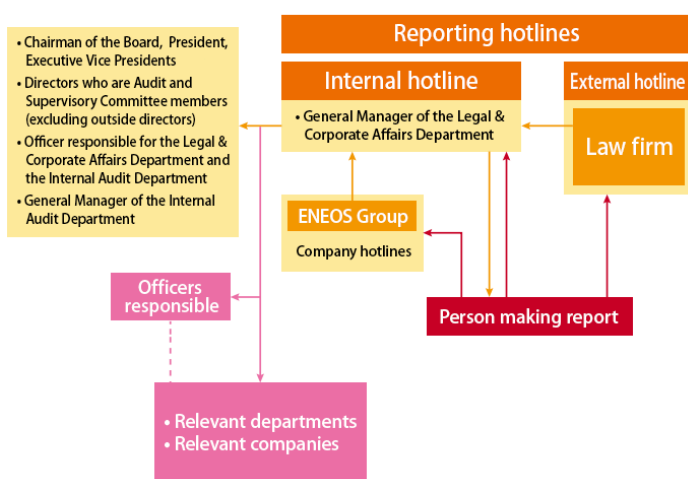 • Chairman of the Board, President,
Executive Vice Presidents
• Directors who are Audit and
Supervisory Committee members
(excluding outside directors)
• Officer responsible for the Legal &
Corporate Affairs Department and
the Internal Audit Department
• General Manager of the Internal
Audit Department
Reporting hotlines
Internal hotline
• General Manager of the Legal &
Corporate Affairs Department
External hotline
Law firm
ENEOS Group
Company hotlines
Officers
responsible
Person making report
• Relevant departments
• Relevant companies